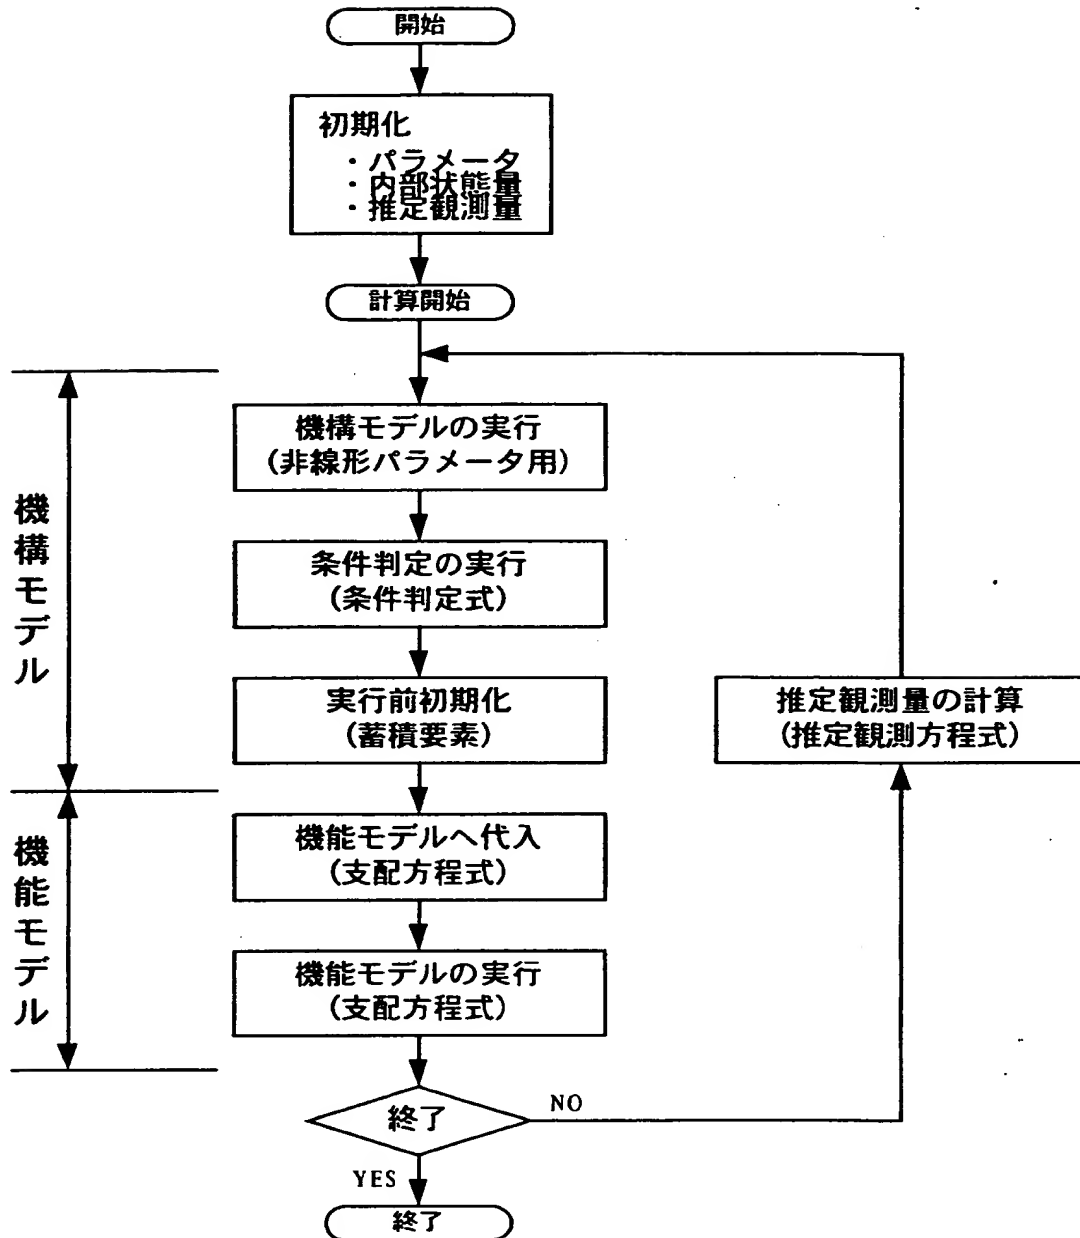 開始
初期化
・パラメータ
・内部状態量
・推定観測量
計算開始
機構モデル
機構モデルの実行
(非線形パラメータ用)
条件判定の実行
(条件判定式)
実行前初期化
(蓄積要素)
推定観測量の計算
(推定観測方程式)
機能モデル
機能モデルへ代入
(支配方程式)
機能モデルの実行
(支配方程式)
終了
NO
YES
終了